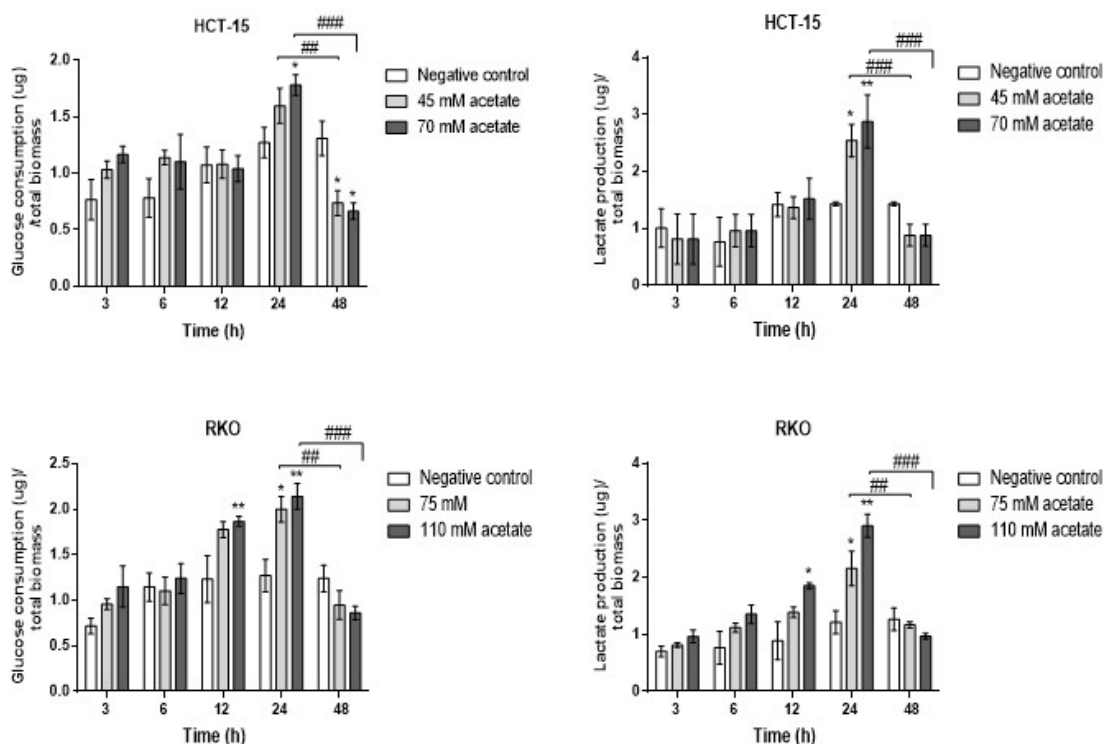 HCT-15
Glucose consumption (ug)
/total biomass
2.0
1.5
1.0
0.5
0.0
*
* *
##
###
3 6 12 24 48
Time (h)
Negative control
45 mM acetate
70 mM acetate
HCT-15
Lactate production (ug)/
total biomass
4
3
2
1
0
* **
###
###
3 6 12 24 48
Time (h)
Negative control
45 mM acetate
70 mM acetate
RKO
Glucose consumption (ug)/
total biomass
2.5
2.0
1.5
1.0
0.5
0.0
**
* **
##
###
3 6 12 24 48
Time (h)
Negative control
75 mM
110 mM acetate
RKO
Lactate production (ug)/
total biomass
4
3
2
1
0
*
* **
##
###
3 6 12 24 48
Time (h)
Negative control
75 mM acetate
110 mM acetate